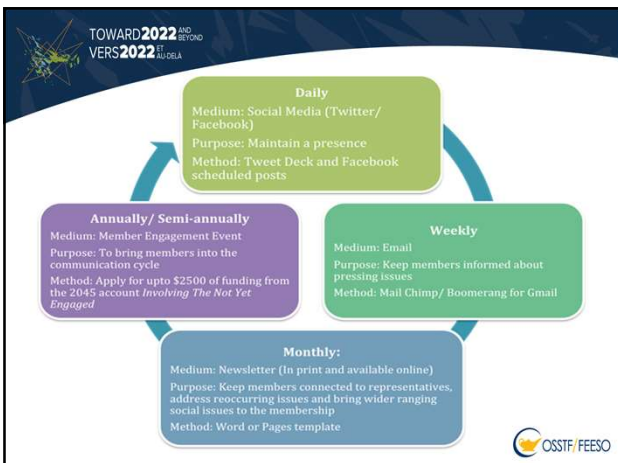 TOWARD2022 AND BEYOND
VERS2022 ET AU-DELÀ
Daily
Medium: Social Media (Twitter/
Facebook)
Purpose: Maintain a presence
Method: Tweet Deck and Facebook
scheduled posts
Weekly
Medium: Email
Purpose: Keep members informed about
pressing issues
Method: Mail Chimp/ Boomerang for Gmail
Monthly:
Medium: Newsletter (In print and available online)
Purpose: Keep members connected to representatives,
address reoccurring issues and bring wider ranging
social issues to the membership
Method: Word or Pages template
Annually/ Semi-annually
Medium: Member Engagement Event
Purpose: To bring members into the
communication cycle
Method: Apply for upto $2500 of funding from
the 2045 account Involving The Not Yet
Engaged
OSSTF/FEESO